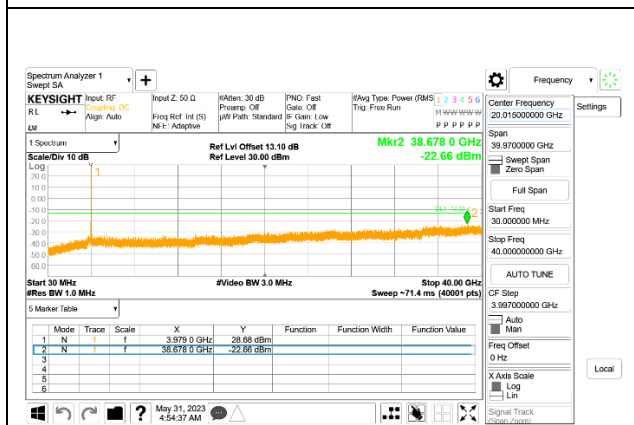 Spectrum Analyzer 1
Swept SA
Frequency
Settings
KEYSIGHT
Input: RF
Coupling: DC
Align: Auto
Input Z: 50 Ω
Freq Ref: Int (S)
NFE: Adaptive
#Atten: 30 dB
Preamp: Off
µW Path: Standard
PNO: Fast
Gate: Off
IF Gain: Low
Sig Track: Off
#Avg Type: Power (RMS
Trig: Free Run
1 2 3 4 5 6
M W W W W W
P P P P P P
RL
1 Spectrum
Scale/Div 10 dB
Ref Lvl Offset 13.10 dB
Ref Level 30.00 dBm
Mkr2 38.678 0 GHz
-22.66 dBm
Log
20.0
10.0
0.00
-10.0
-20.0
-30.0
-40.0
-50.0
-60.0
1
2
Start 30 MHz
#Res BW 1.0 MHz
#Video BW 3.0 MHz
Stop 40.00 GHz
Sweep ~71.4 ms (40001 pts)
5 Marker Table
Mode Trace Scale X Y Function Function Width Function Value
1 N 1 f 3.979 0 GHz 28.68 dBm
2 N 1 f 38.678 0 GHz -22.66 dBm
3
4
5
6
May 31, 2023
4:54:37 AM
Center Frequency
20.015000000 GHz
Span
39.9700000 GHz
Swept Span
Zero Span
Full Span
Start Freq
30.000000 MHz
Stop Freq
40.000000000 GHz
AUTO TUNE
CF Step
3.997000000 GHz
Auto
Man
Freq Offset
0 Hz
X Axis Scale
Log
Lin
Signal Track
(Span Zoom)
Local